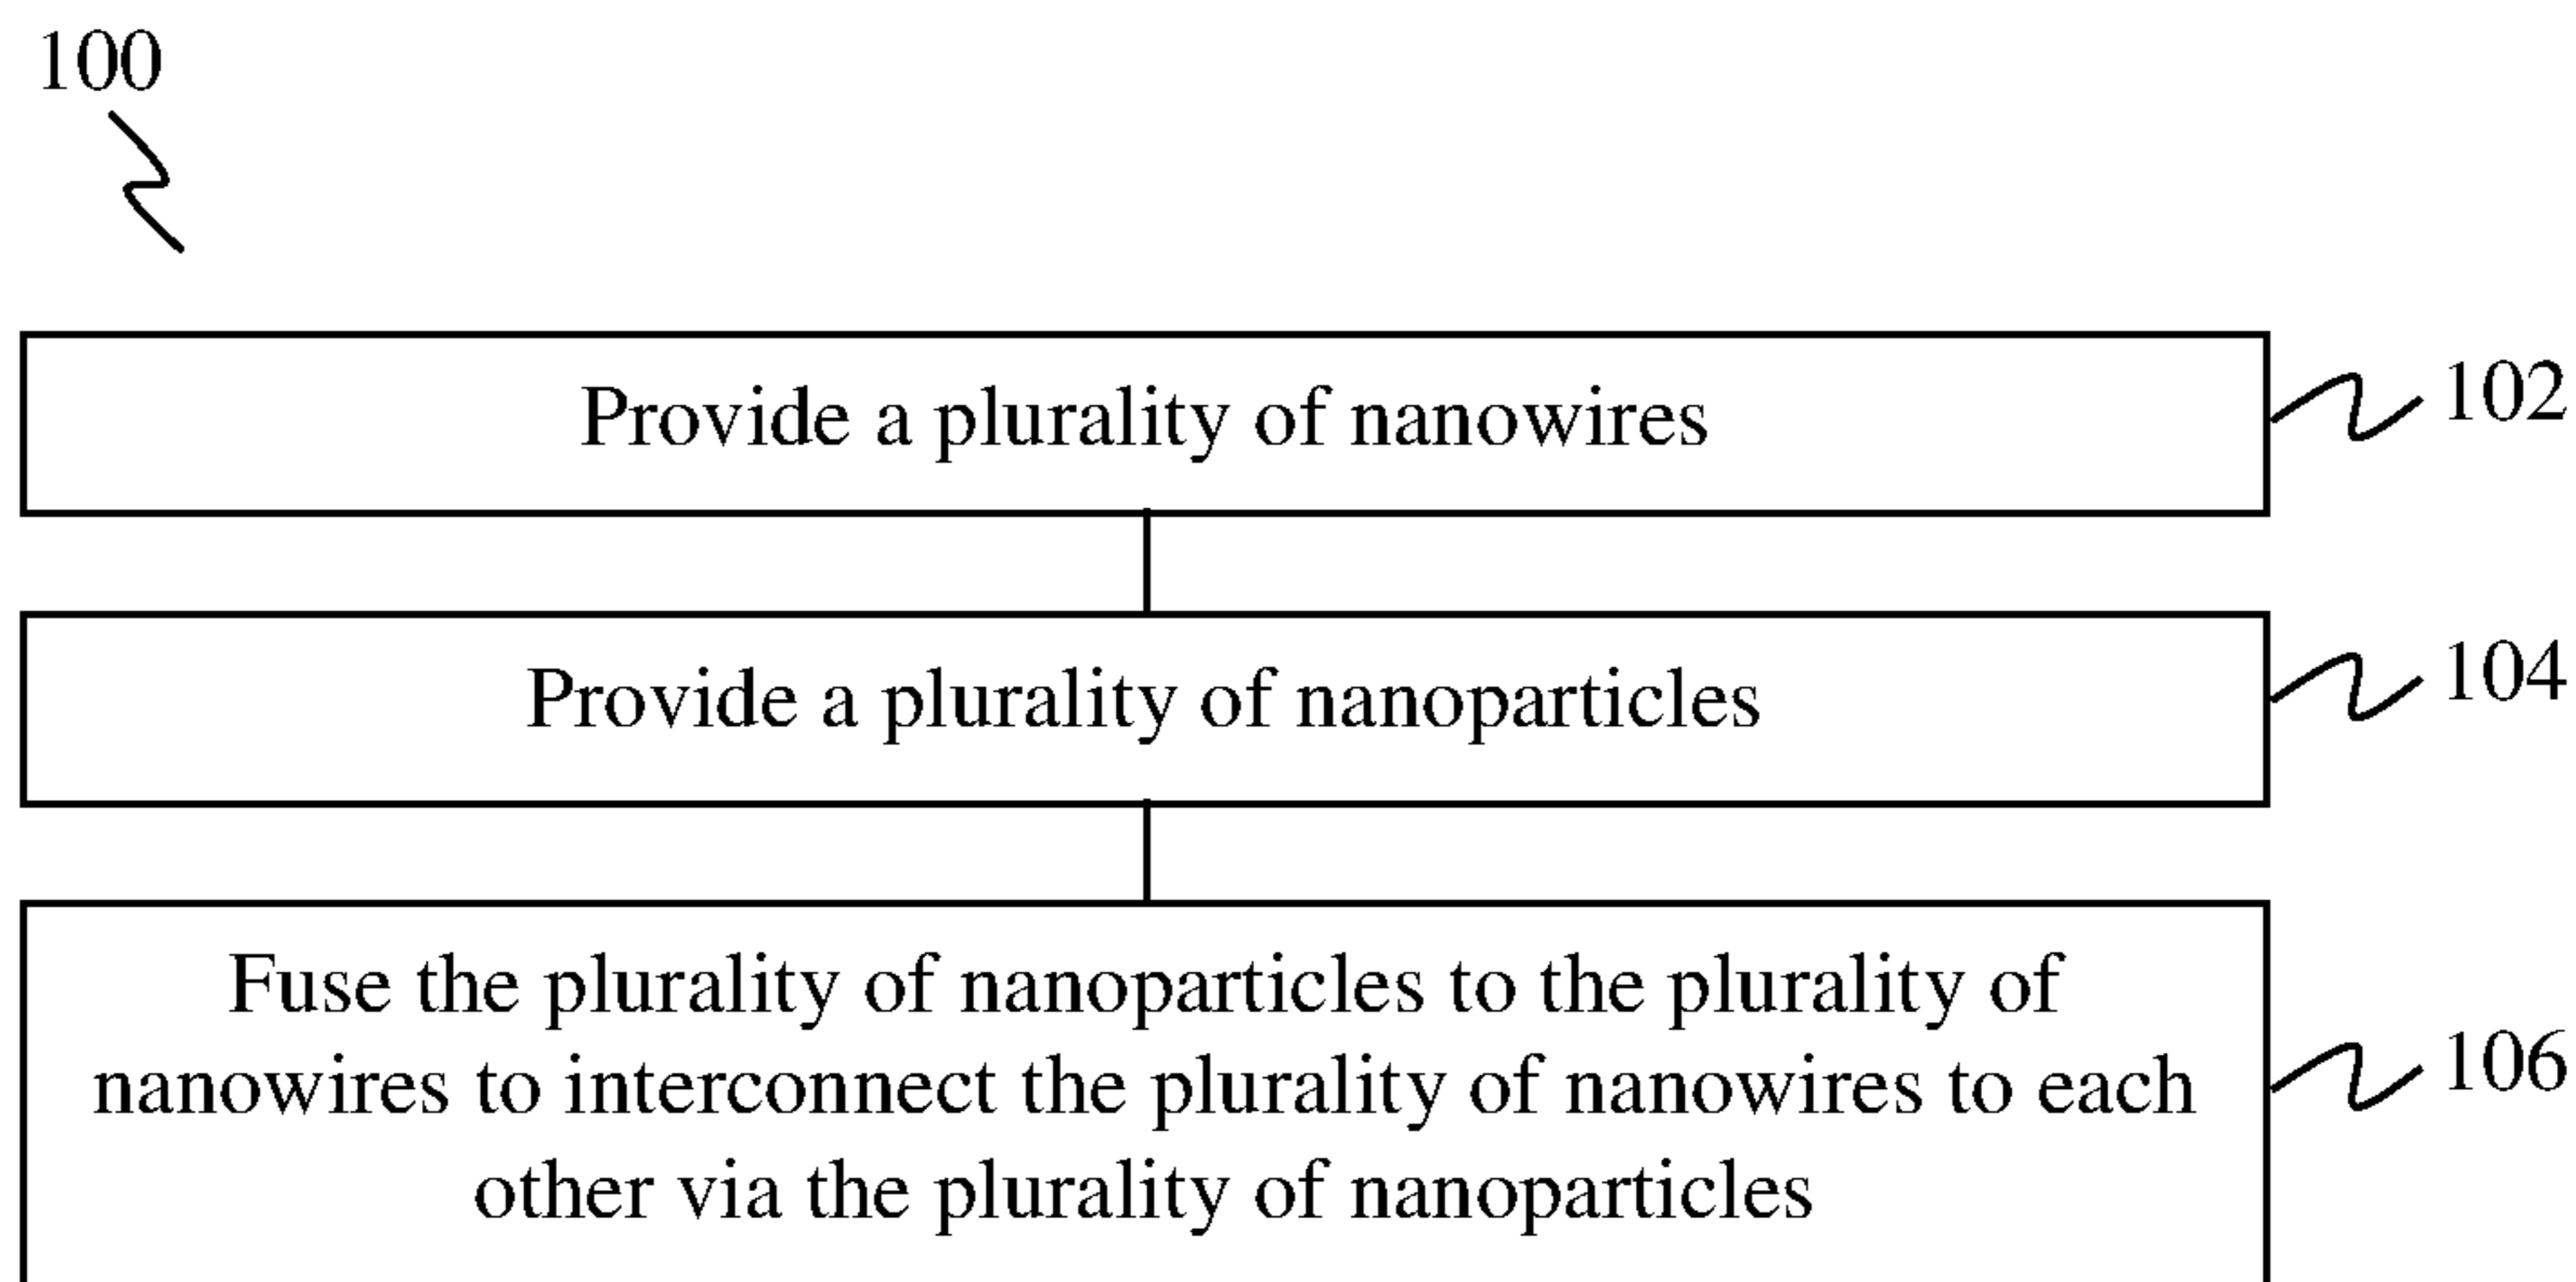 100
Provide a plurality of nanowires
102
Provide a plurality of nanoparticles
104
Fuse the plurality of nanoparticles to the plurality of
nanowires to interconnect the plurality of nanowires to each
other via the plurality of nanoparticles
106